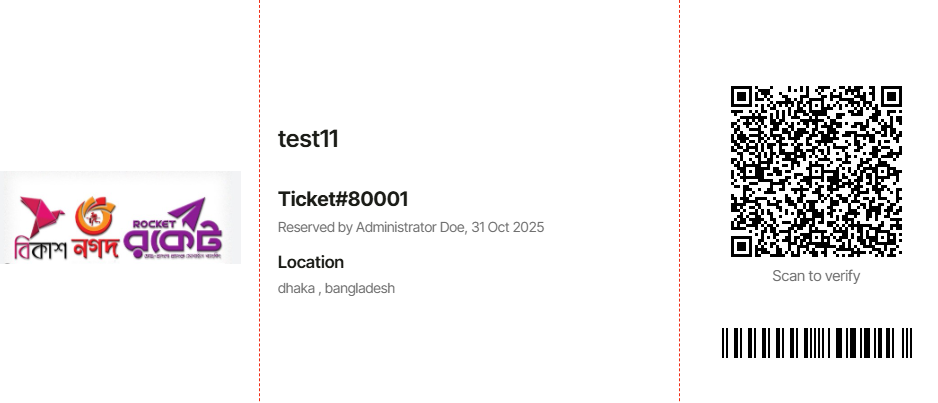 বিকাশ
নগদ
ROCKET
রকেট
test11
Ticket#80001
Reserved by Administrator Doe, 31 Oct 2025
Location
dhaka , bangladesh
Scan to verify